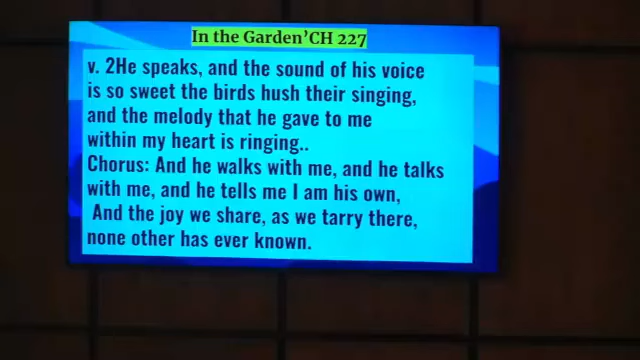 In the Garden'CH 227
v. 2He speaks, and the sound of his voice
is so sweet the birds hush their singing,
and the melody that he gave to me
within my heart is ringing..
Chorus: And he walks with me, and he talks
with me, and he tells me I am his own,
And the joy we share, as we tarry there,
none other has ever known.